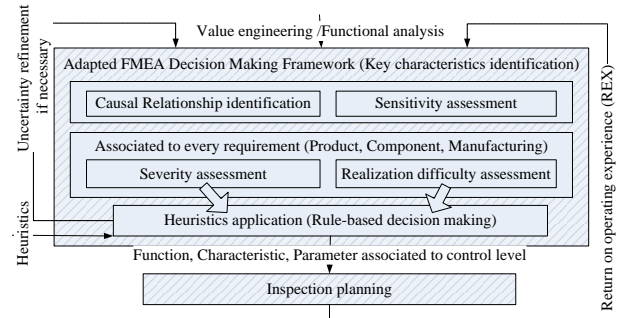 Value engineering /Functional analysis
Adapted FMEA Decision Making Framework (Key characteristics identification)
Causal Relationship identification
Sensitivity assessment
Associated to every requirement (Product, Component, Manufacturing)
Severity assessment
Realization difficulty assessment
Heuristics application (Rule-based decision making)
Function, Characteristic, Parameter associated to control level
Inspection planning
Uncertainty refinement
if necessary
Heuristics
Return on operating experience (REX)